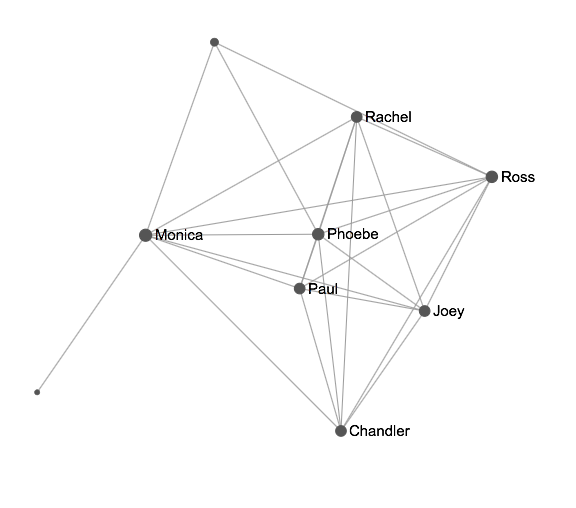 Rachel
Ross
Monica
Phoebe
Paul
Joey
Chandler